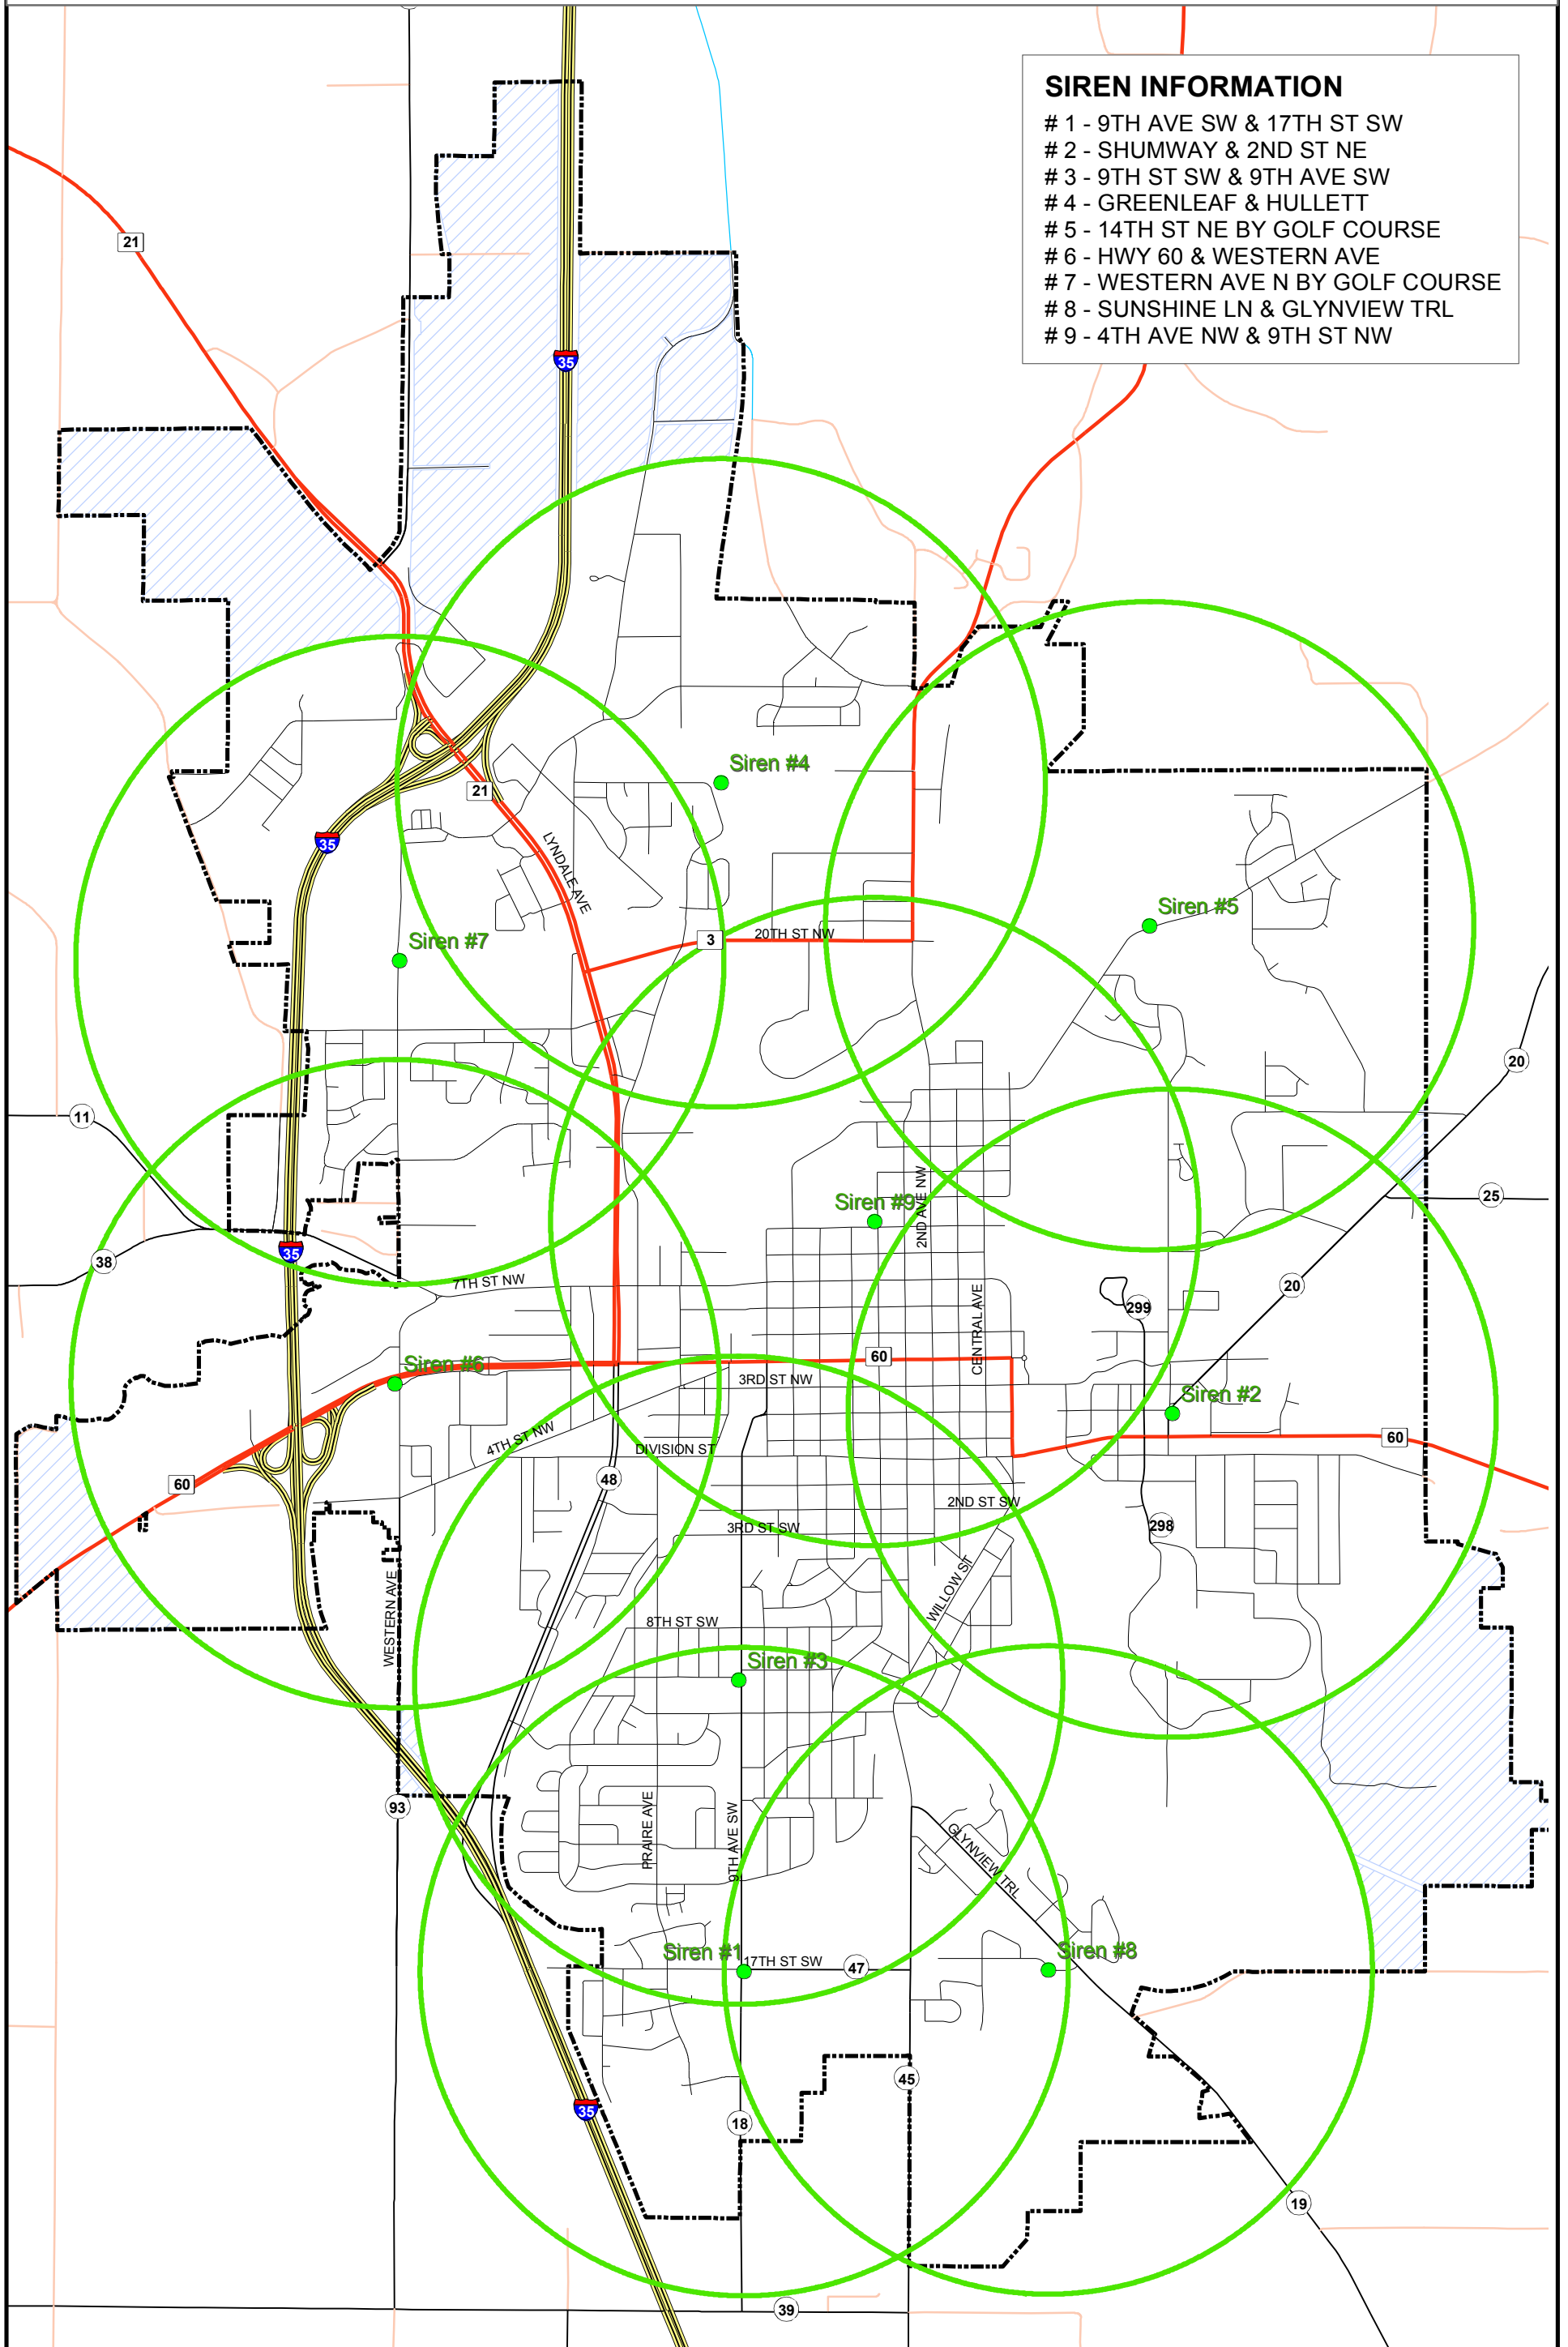 SIREN INFORMATION
# 1 - 9TH AVE SW & 17TH ST SW
# 2 - SHUMWAY & 2ND ST NE
# 3 - 9TH ST SW & 9TH AVE SW
# 4 - GREENLEAF & HULLETT
# 5 - 14TH ST NE BY GOLF COURSE
# 6 - HWY 60 & WESTERN AVE
# 7 - WESTERN AVE N BY GOLF COURSE
# 8 - SUNSHINE LN & GLYNVIEW TRL
# 9 - 4TH AVE NW & 9TH ST NW
21
35
Siren #4
21
35
LYNDALE AVE
Siren #5
Siren #7
3
20TH ST NW
20
11
2ND AVE NW
25
Siren #9
35
38
7TH ST NW
20
299
CENTRAL AVE
60
Siren #6
3RD ST NW
Siren #2
4TH ST NW
DIVISION ST
60
48
60
2ND ST SW
3RD ST SW
298
WILLOW ST
WESTERN AVE
8TH ST SW
Siren #3
93
PRAIRE AVE
9TH AVE SW
GLYNVIEW TRL
Siren #1
17TH ST SW
47
Siren #8
45
35
18
19
39